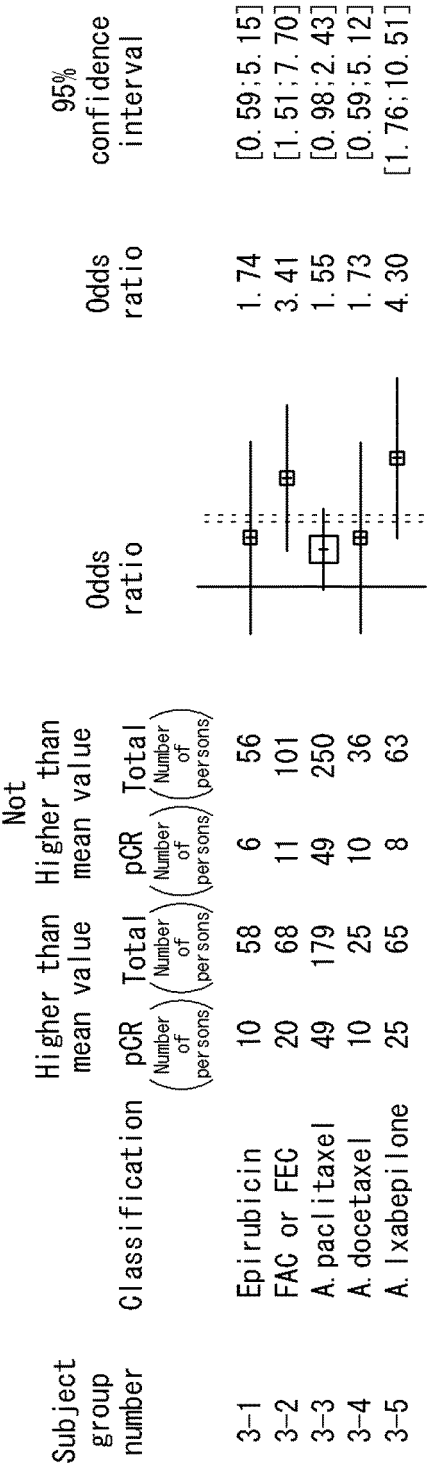 Subject group number
Classification
Higher than mean value
pCR (Number of persons)
Total (Number of persons)
Not Higher than mean value
pCR (Number of persons)
Total (Number of persons)
Odds ratio
Odds ratio
95% confidence interval
3-1 Epirubicin 10 58 6 56 1.74 [0.59;5.15]
3-2 FAC or FEC 20 68 11 101 3.41 [1.51;7.70]
3-3 A.paclitaxel 49 179 49 250 1.55 [0.98;2.43]
3-4 A.docetaxel 10 25 10 36 1.73 [0.59;5.12]
3-5 A.Ixabepilone 25 65 8 63 4.30 [1.76;10.51]